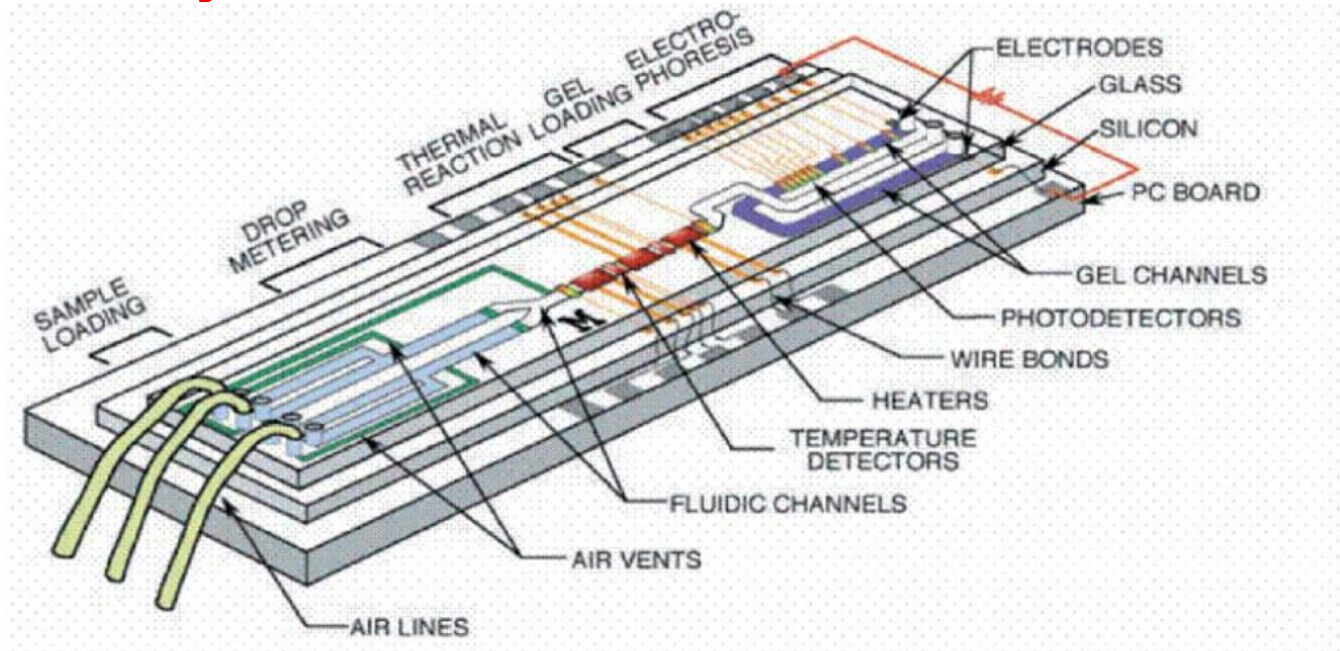 ELECTRO-
PHORESIS
GEL
LOADING
THERMAL
REACTION
DROP
METERING
SAMPLE
LOADING
ELECTRODES
GLASS
SILICON
PC BOARD
GEL CHANNELS
PHOTODETECTORS
WIRE BONDS
HEATERS
TEMPERATURE
DETECTORS
FLUIDIC CHANNELS
AIR VENTS
AIR LINES
M